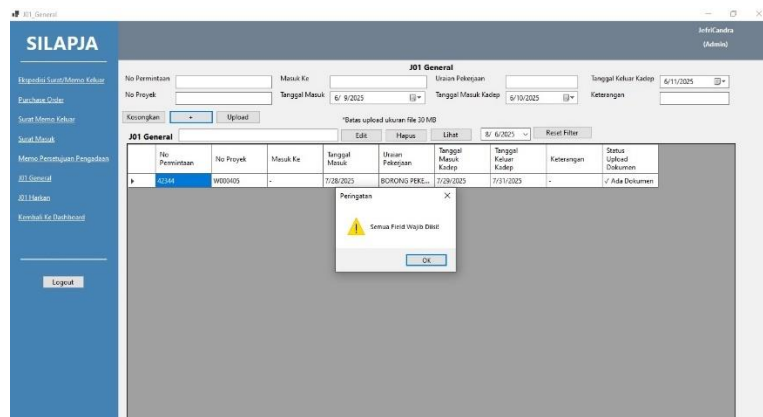 J01_General
SILAPJA
JefriCandra
(Admin)
Ekspedisi Surat/Memo Keluar
Purchase Order
Surat Memo Keluar
Surat Masuk
Memo Persetujuan Pengadaan
J01 General
J01 Harkan
Kembali Ke Dashboard
Logout
J01 General
No Permintaan
Masuk Ke
Uraian Pekerjaan
Tanggal Keluar Kadep
6/11/2025
No Proyek
Tanggal Masuk
6/ 9/2025
Tanggal Masuk Kadep
6/10/2025
Keterangan
Kosongkan
+
Upload
*Batas upload ukuran file 30 MB
J01 General
Edit
Hapus
Lihat
8/ 6/2025
Reset Filter
No Permintaan
No Proyek
Masuk Ke
Tanggal Masuk
Uraian Pekerjaan
Tanggal Masuk Kadep
Tanggal Keluar Kadep
Keterangan
Status Upload Dokumen
42344
W000405
-
7/28/2025
BORONG PEKE...
7/29/2025
7/31/2025
-
✓ Ada Dokumen
Peringatan
Semua Field Wajib Diisi!
OK